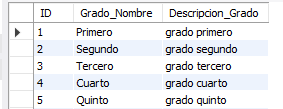 ID Grado_Nombre Descripcion_Grado
1 Primero grado primero
2 Segundo grado segundo
3 Tercero grado tercero
4 Cuarto grado cuarto
5 Quinto grado quinto